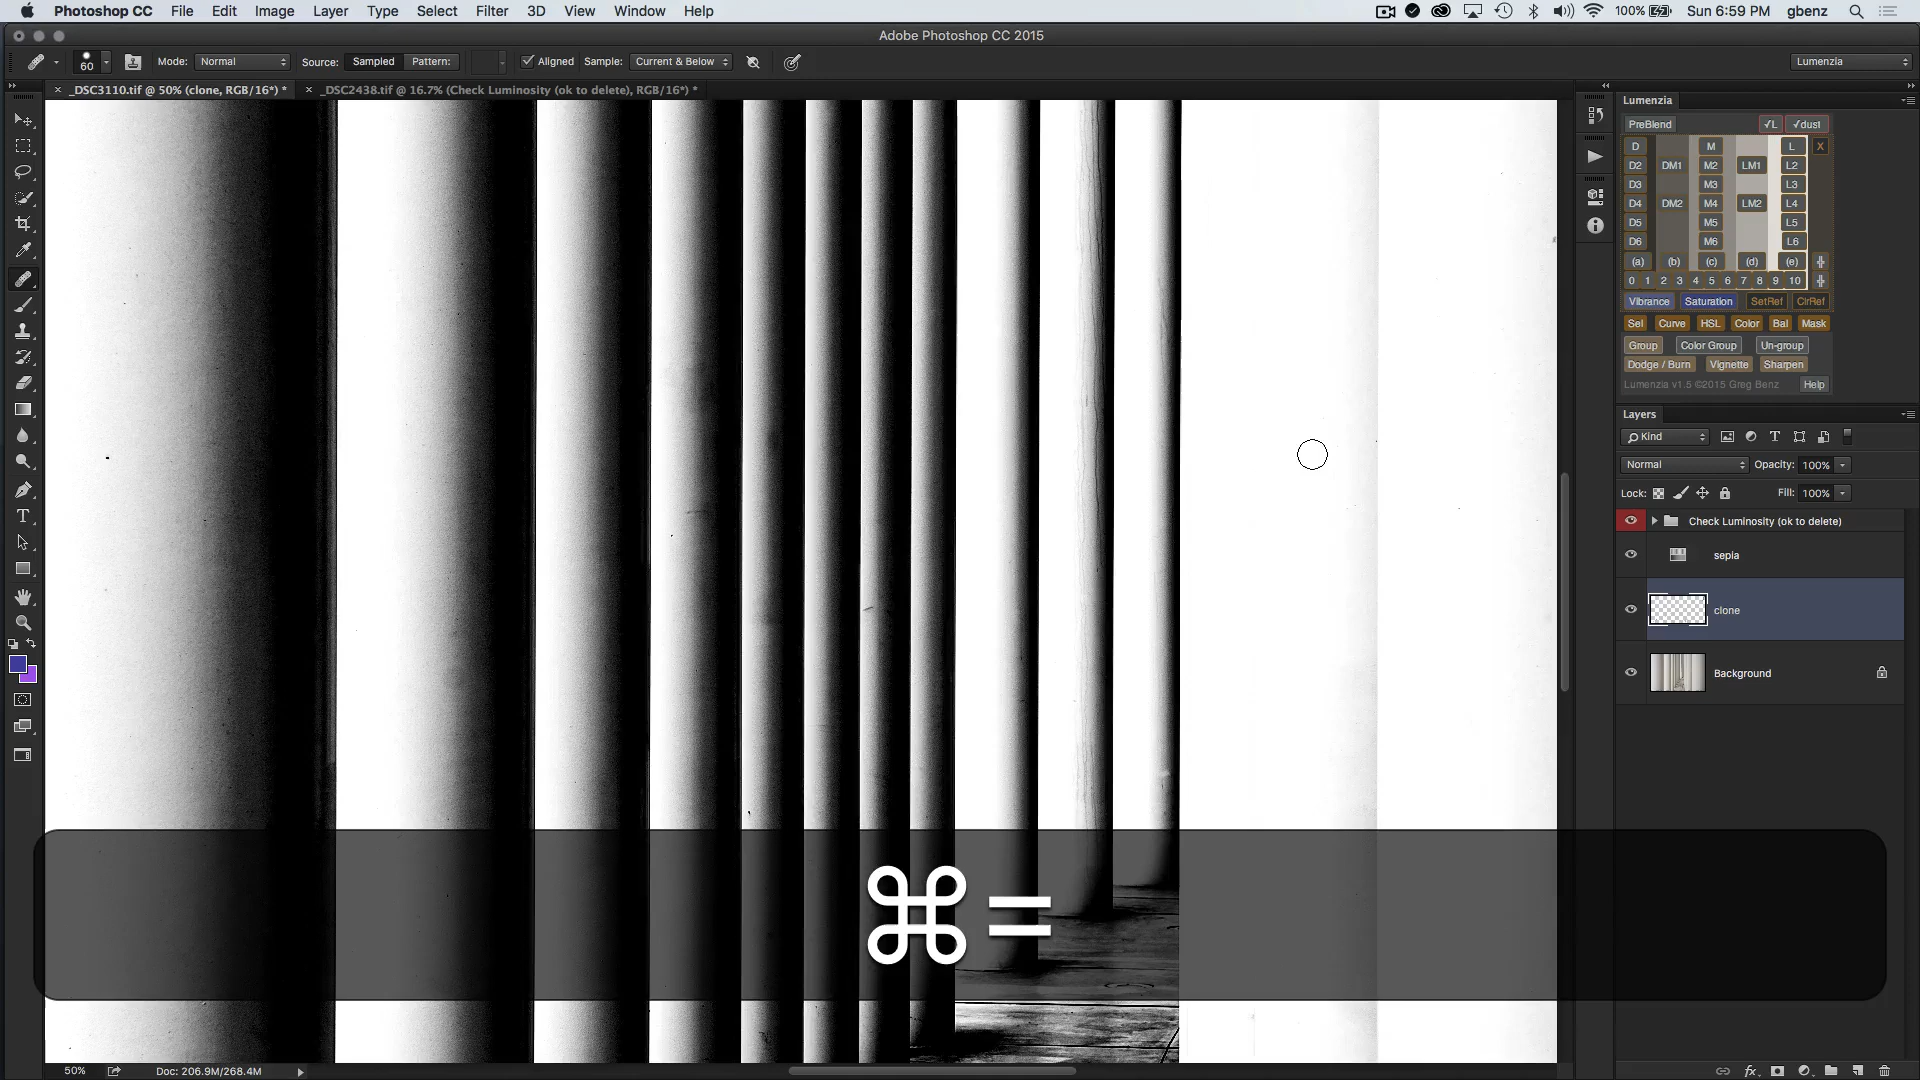 Photoshop CC File Edit Image Layer Type Select Filter 3D View Window Help 100% Sun 6:59 PM gbenz
Adobe Photoshop CC 2015
60 Mode: Normal Source: Sampled Pattern: Aligned Sample: Current & Below Lumenzia
× _DSC3110.tif @ 50% (clone, RGB/16*) * × _DSC2438.tif @ 16.7% (Check Luminosity (ok to delete), RGB/16*) *
Lumenzia
PreBlend √L √dust
D M L X
D2 DM1 M2 LM1 L2
D3 M3 L3
D4 DM2 M4 LM2 L4
D5 M5 L5
D6 M6 L6
(a) (b) (c) (d) (e)
0 1 2 3 4 5 6 7 8 9 10
Vibrance Saturation SetRef ClrRef
Sel Curve HSL Color Bal Mask
Group Color Group Un-group
Dodge / Burn Vignette Sharpen
Lumenzia v1.5 ©2015 Greg Benz Help
Layers
Kind
Normal Opacity: 100%
Lock: Fill: 100%
Check Luminosity (ok to delete)
sepia
clone
Background
⌘ =
50% Doc: 206.9M/268.4M